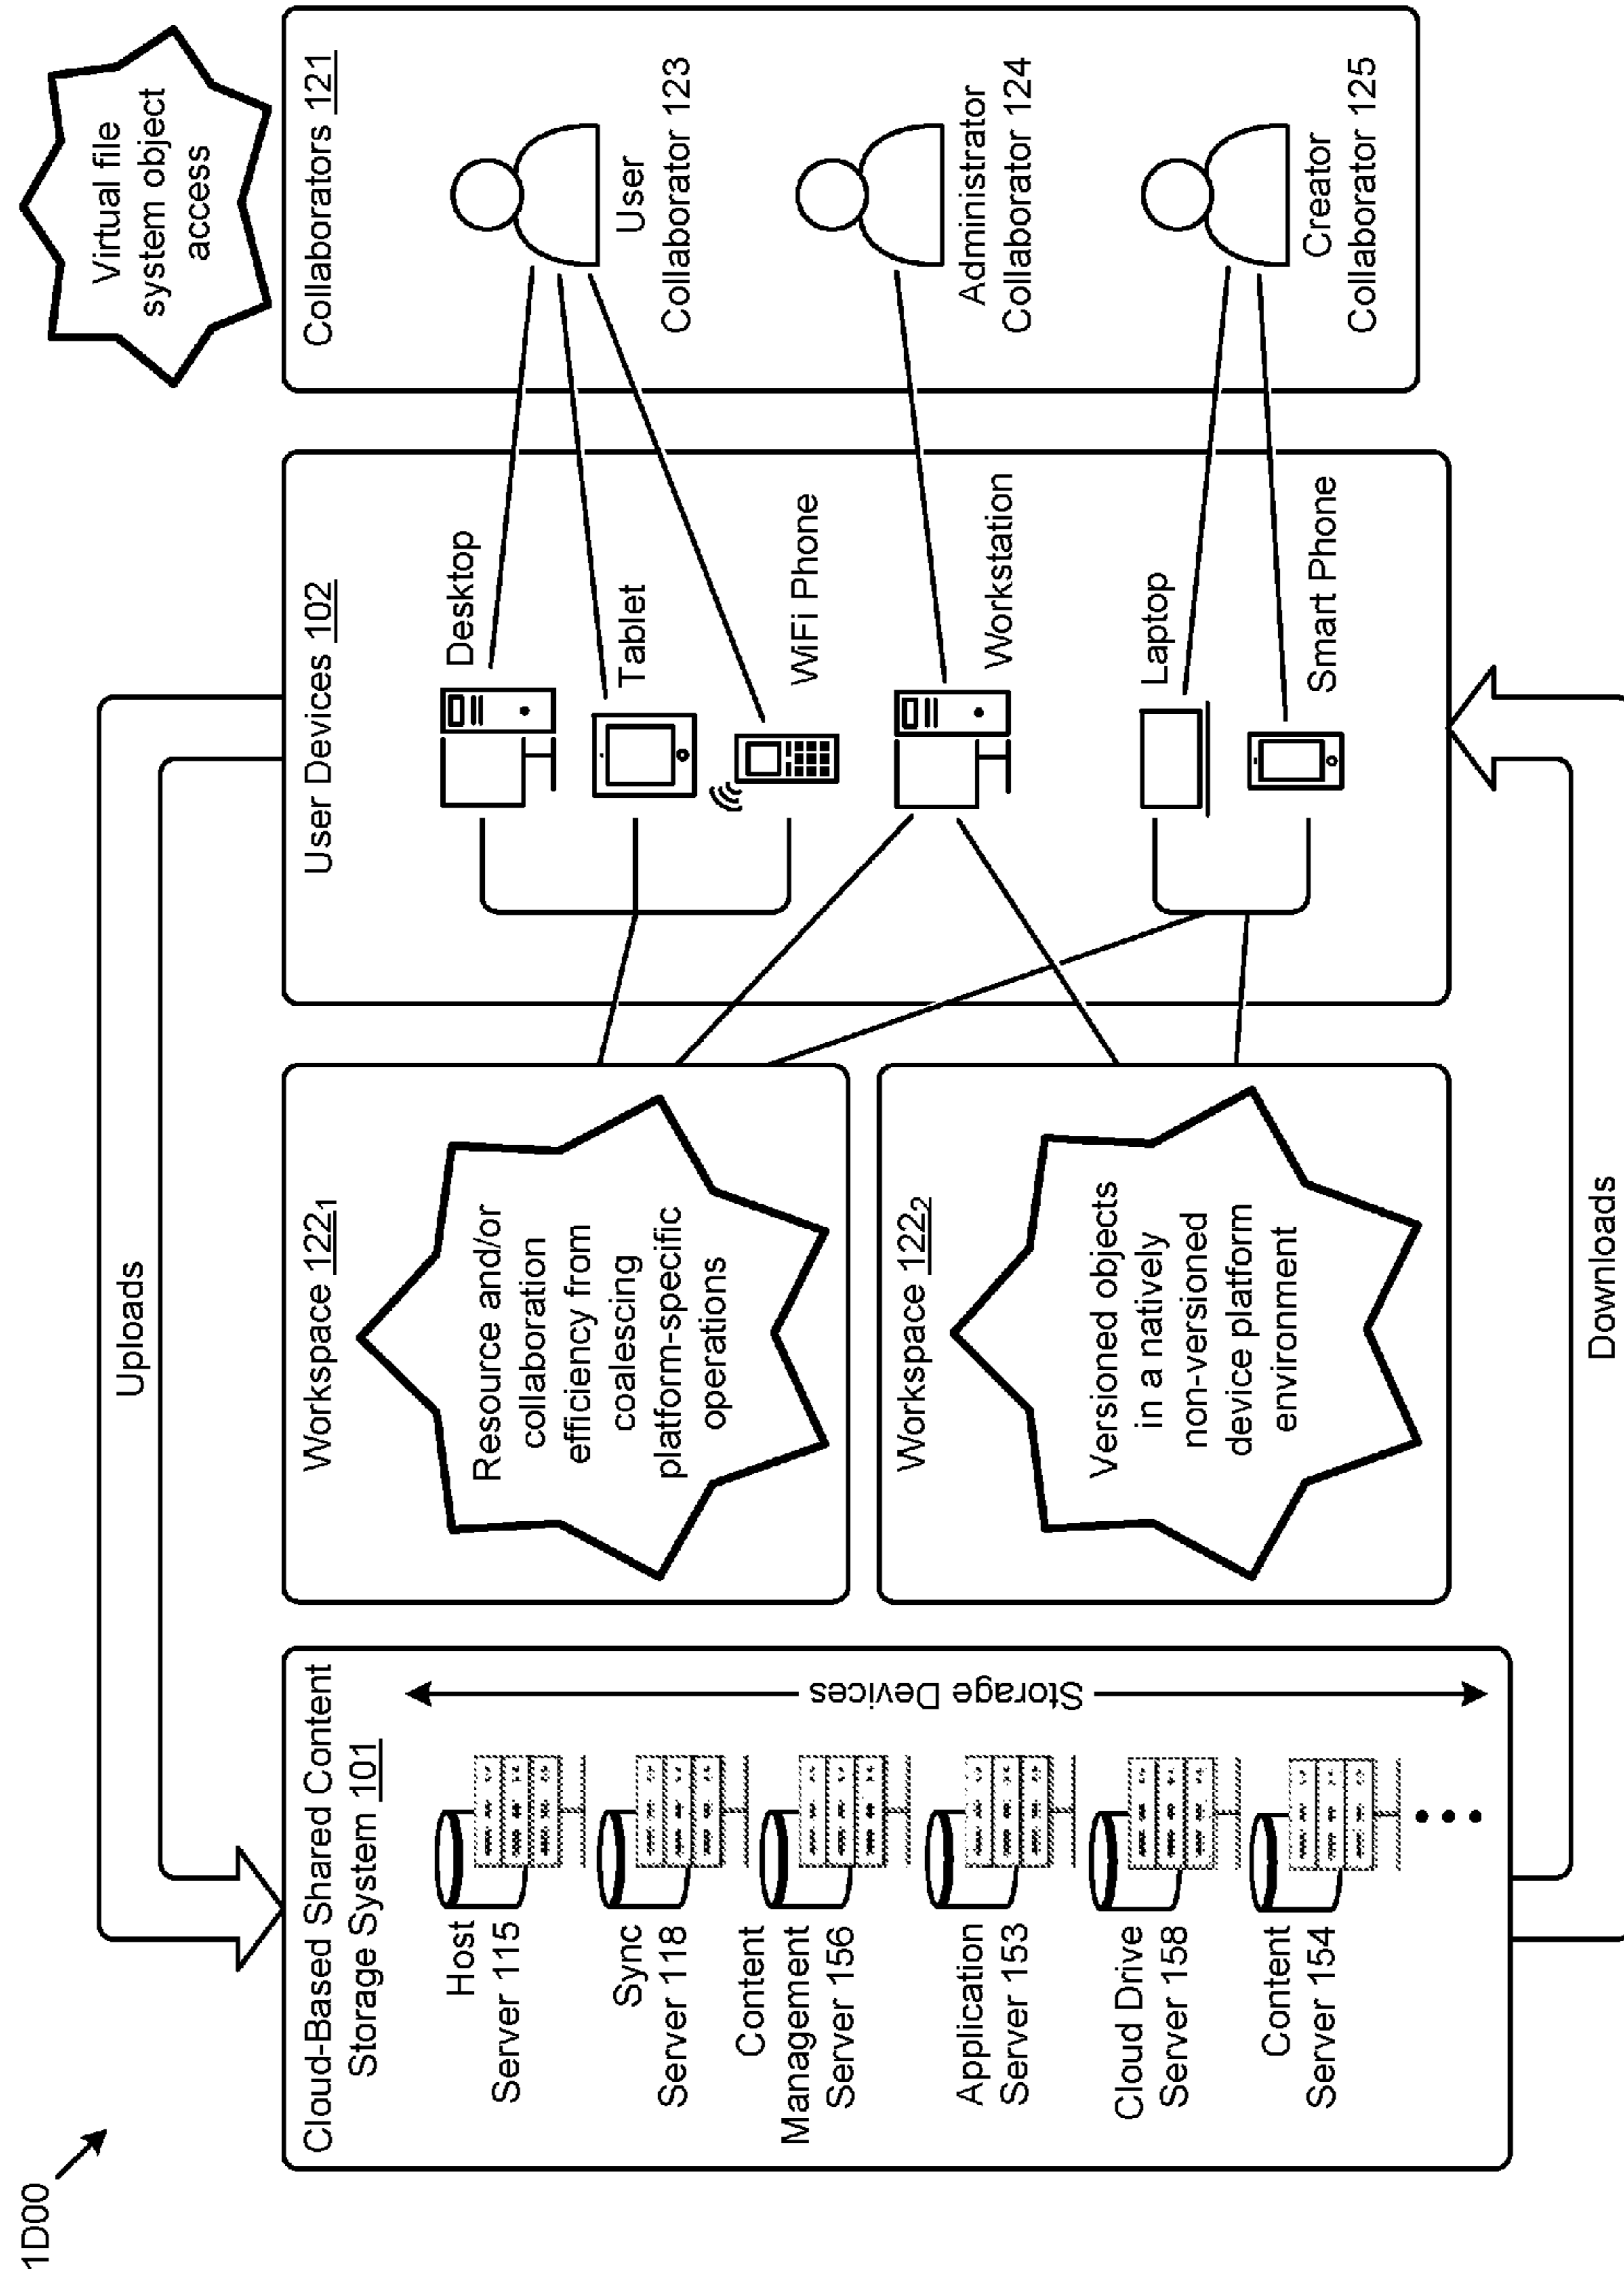 1D00
Uploads
Cloud-Based Shared Content
Storage System 101
Host
Server 115
Sync
Server 118
Content
Management
Server 156
Application
Server 153
Cloud Drive
Server 158
Content
Server 154
Storage Devices
Workspace 122₁
Resource and/or
collaboration
efficiency from
coalescing
platform-specific
operations
Workspace 122₂
Versioned objects
in a natively
non-versioned
device platform
environment
User Devices 102
Desktop
Tablet
WiFi Phone
Workstation
Laptop
Smart Phone
Virtual file
system object
access
Collaborators 121
User
Collaborator 123
Administrator
Collaborator 124
Creator
Collaborator 125
Downloads